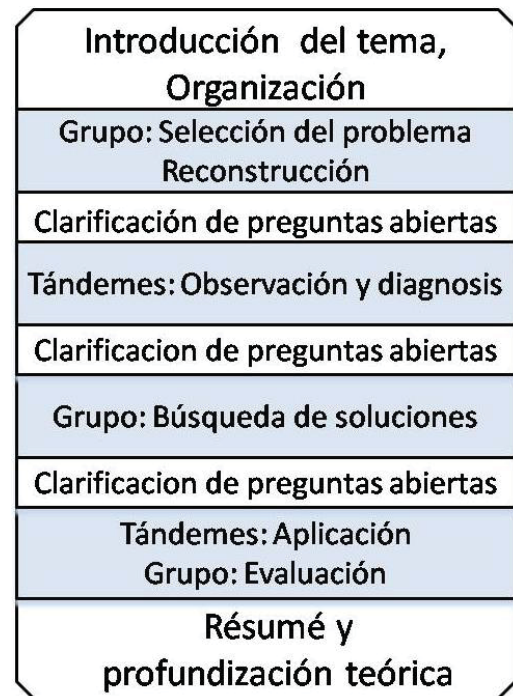 Introducción del tema,
Organización
Grupo: Selección del problema
Reconstrucción
Clarificación de preguntas abiertas
Tándemes: Observación y diagnosis
Clarificacion de preguntas abiertas
Grupo: Búsqueda de soluciones
Clarificacion de preguntas abiertas
Tándemes: Aplicación
Grupo: Evaluación
Résumé y
profundización teórica